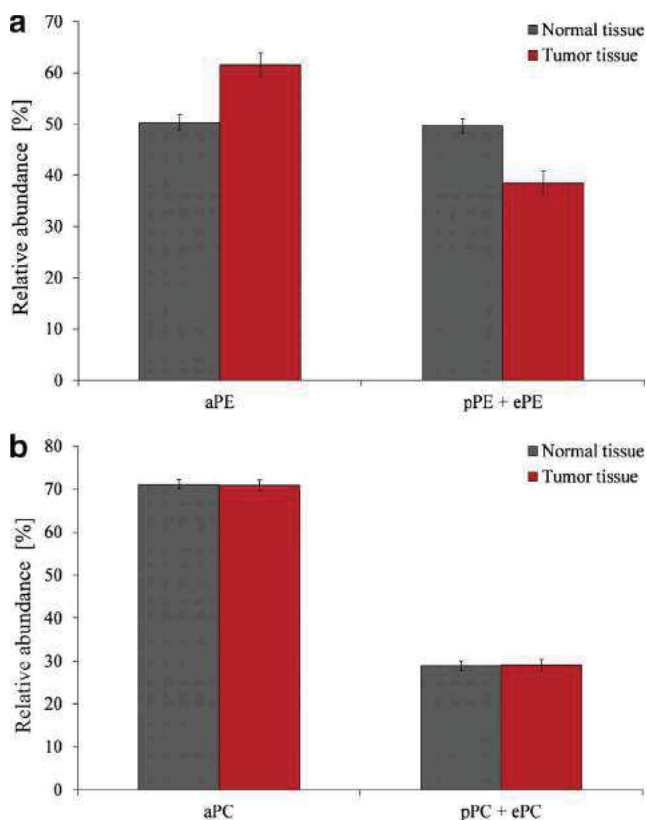 a
Normal tissue
Tumor tissue
Relative abundance [%]
70
60
50
40
30
20
10
0
aPE
pPE + ePE
b
Normal tissue
Tumor tissue
Relative abundance [%]
80
70
60
50
40
30
20
10
0
aPC
pPC + ePC